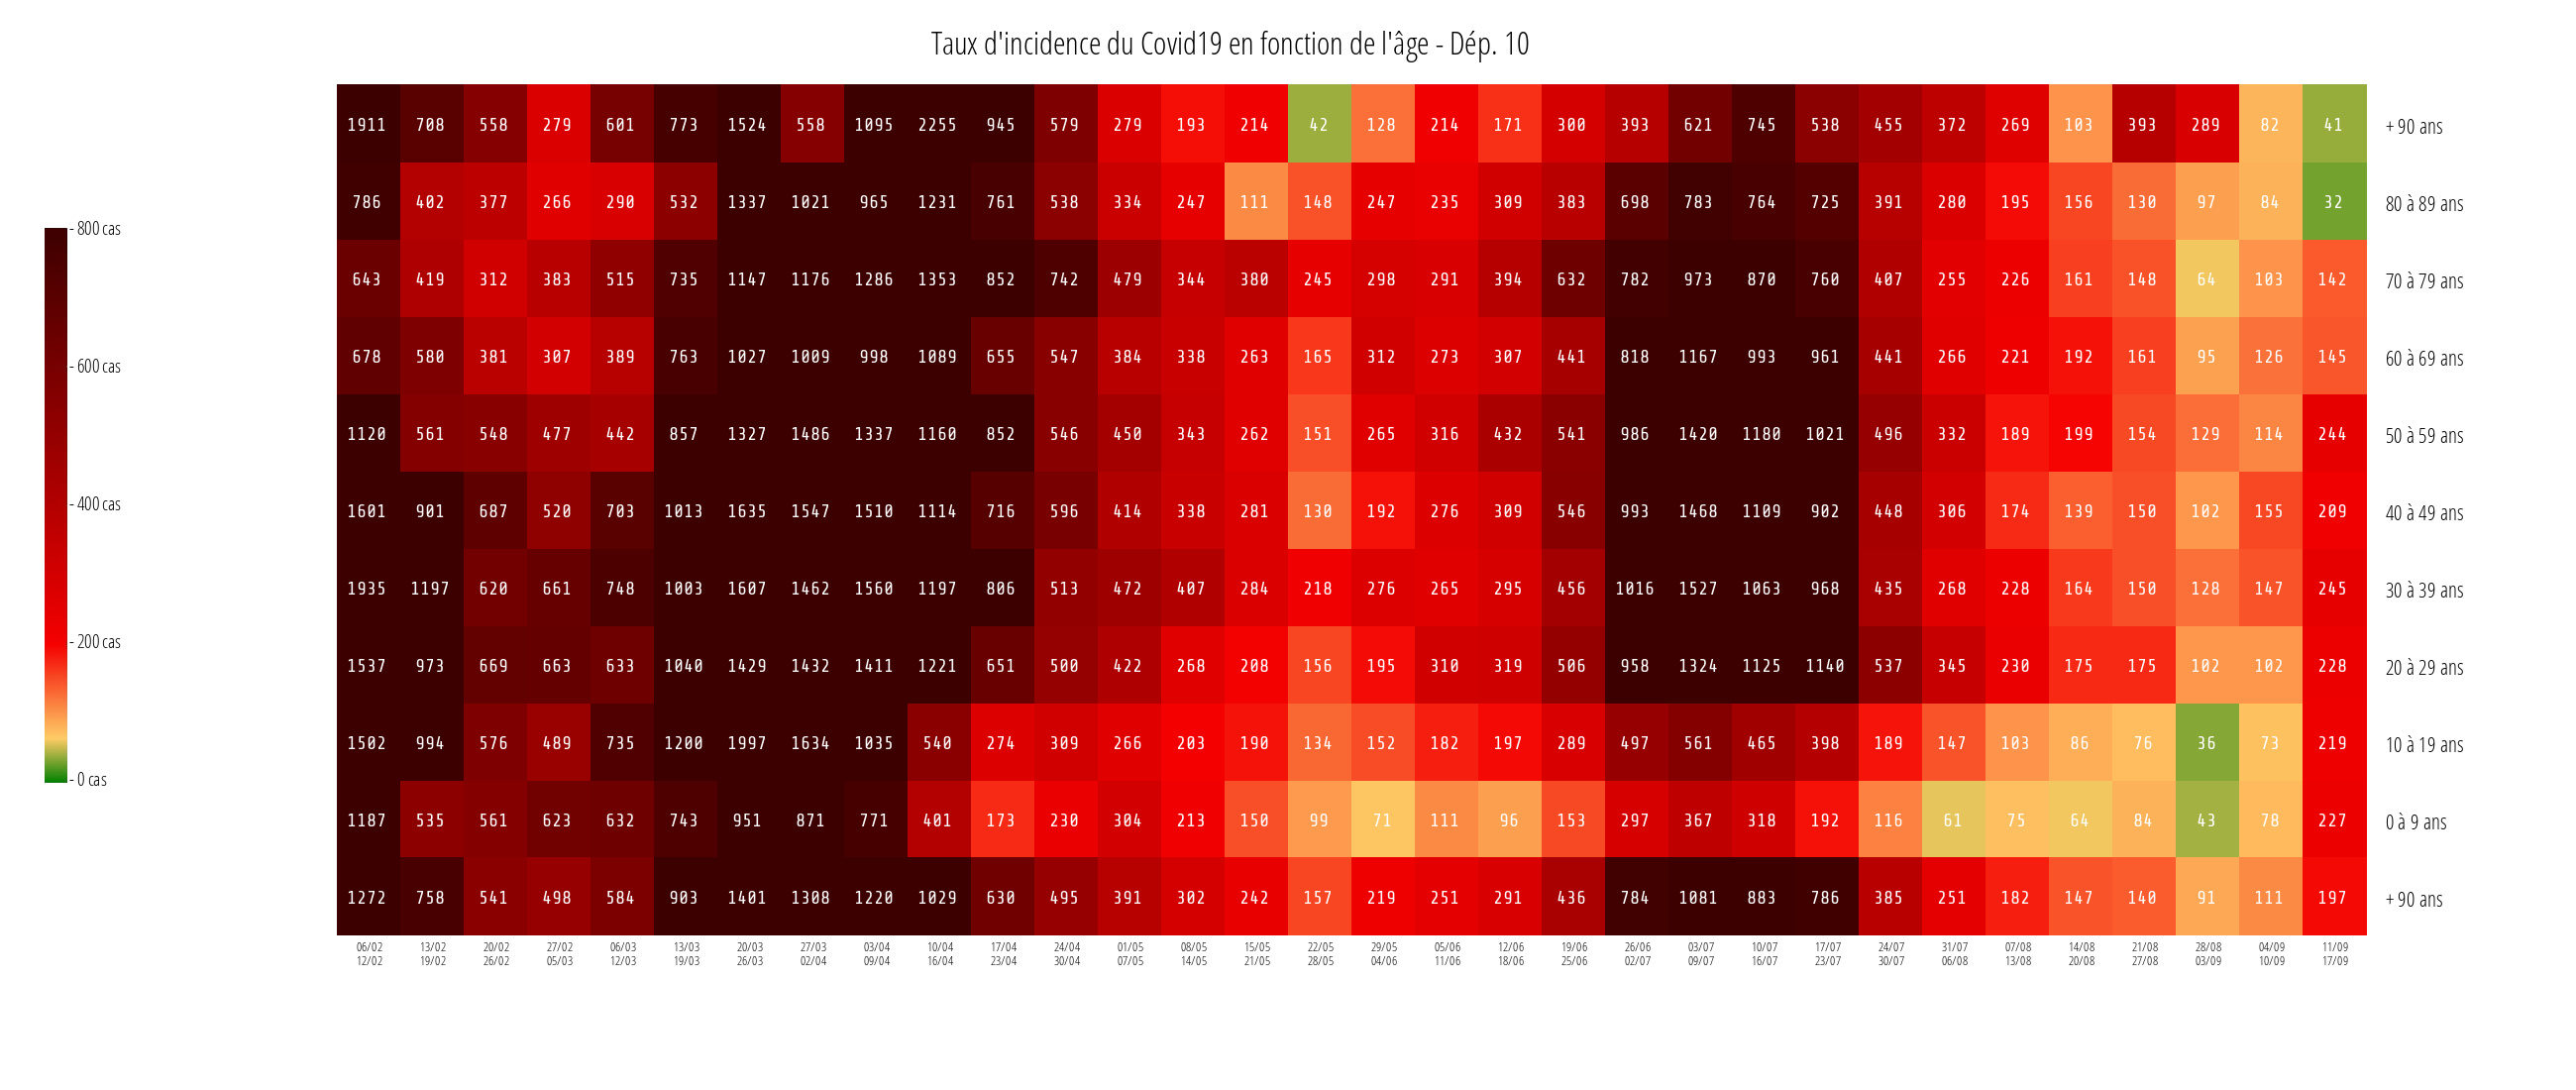 Taux d'incidence du Covid19 en fonction de l'âge - Dép. 10
- 800 cas
- 600 cas
- 400 cas
- 200 cas
- 0 cas
1911 708 558 279 601 773 1524 558 1095 2255 945 579 279 193 214 42 128 214 171 300 393 621 745 538 455 372 269 103 393 289 82 41 + 90 ans
786 402 377 266 290 532 1337 1021 965 1231 761 538 334 247 111 148 247 235 309 383 698 783 764 725 391 280 195 156 130 97 84 32 80 à 89 ans
643 419 312 383 515 735 1147 1176 1286 1353 852 742 479 344 380 245 298 291 394 632 782 973 870 760 407 255 226 161 148 64 103 142 70 à 79 ans
678 580 381 307 389 763 1027 1009 998 1089 655 547 384 338 263 165 312 273 307 441 818 1167 993 961 441 266 221 192 161 95 126 145 60 à 69 ans
1120 561 548 477 442 857 1327 1486 1337 1160 852 546 450 343 262 151 265 316 432 541 986 1420 1180 1021 496 332 189 199 154 129 114 244 50 à 59 ans
1601 901 687 520 703 1013 1635 1547 1510 1114 716 596 414 338 281 130 192 276 309 546 993 1468 1109 902 448 306 174 139 150 102 155 209 40 à 49 ans
1935 1197 620 661 748 1003 1607 1462 1560 1197 806 513 472 407 284 218 276 265 295 456 1016 1527 1063 968 435 268 228 164 150 128 147 245 30 à 39 ans
1537 973 669 663 633 1040 1429 1432 1411 1221 651 500 422 268 208 156 195 310 319 506 958 1324 1125 1140 537 345 230 175 175 102 102 228 20 à 29 ans
1502 994 576 489 735 1200 1997 1634 1035 540 274 309 266 203 190 134 152 182 197 289 497 561 465 398 189 147 103 86 76 36 73 219 10 à 19 ans
1187 535 561 623 632 743 951 871 771 401 173 230 304 213 150 99 71 111 96 153 297 367 318 192 116 61 75 64 84 43 78 227 0 à 9 ans
1272 758 541 498 584 903 1401 1308 1220 1029 630 495 391 302 242 157 219 251 291 436 784 1081 883 786 385 251 182 147 140 91 111 197 + 90 ans
06/02 13/02 20/02 27/02 06/03 13/03 20/03 27/03 03/04 10/04 17/04 24/04 01/05 08/05 15/05 22/05 29/05 05/06 12/06 19/06 26/06 03/07 10/07 17/07 24/07 31/07 07/08 14/08 21/08 28/08 04/09 11/09
12/02 19/02 26/02 05/03 12/03 19/03 26/03 02/04 09/04 16/04 23/04 30/04 07/05 14/05 21/05 28/05 04/06 11/06 18/06 25/06 02/07 09/07 16/07 23/07 30/07 06/08 13/08 20/08 27/08 03/09 10/09 17/09